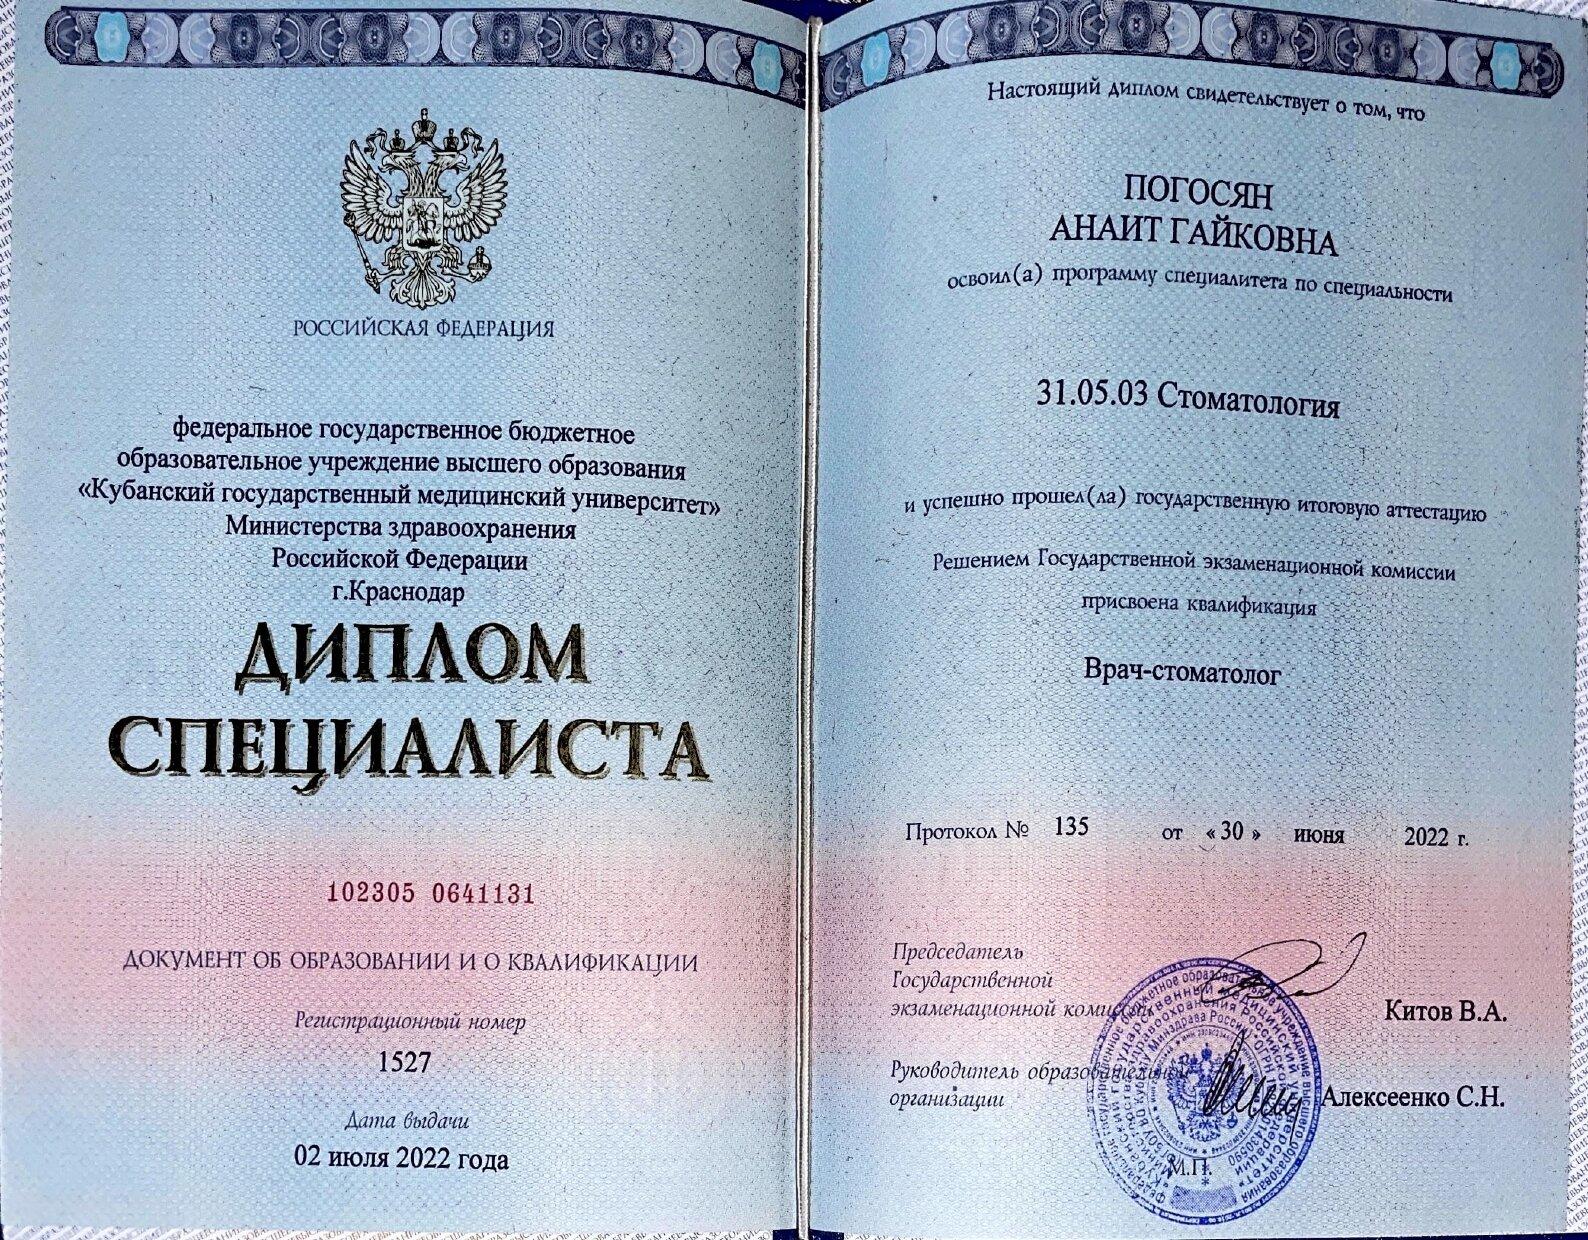 РОССИЙСКАЯ ФЕДЕРАЦИЯ
федеральное государственное бюджетное
образовательное учреждение высшего образования
«Кубанский государственный медицинский университет»
Министерства здравоохранения
Российской Федерации
г.Краснодар
ДИПЛОМ
СПЕЦИАЛИСТА
102305 0641131
ДОКУМЕНТ ОБ ОБРАЗОВАНИИ И О КВАЛИФИКАЦИИ
Регистрационный номер
1527
Дата выдачи
02 июля 2022 года
Настоящий диплом свидетельствует о том, что
ПОГОСЯН
АНАИТ ГАЙКОВНА
освоил(а) программу специалитета по специальности
31.05.03 Стоматология
и успешно прошел(ла) государственную итоговую аттестацию
Решением Государственной экзаменационной комиссии
присвоена квалификация
Врач-стоматолог
Протокол № 135 от « 30 » июня 2022 г.
Председатель
Государственной
экзаменационной комиссии
Китов В.А.
Руководитель образовательной
организации
Алексеенко С.Н.
М.П.